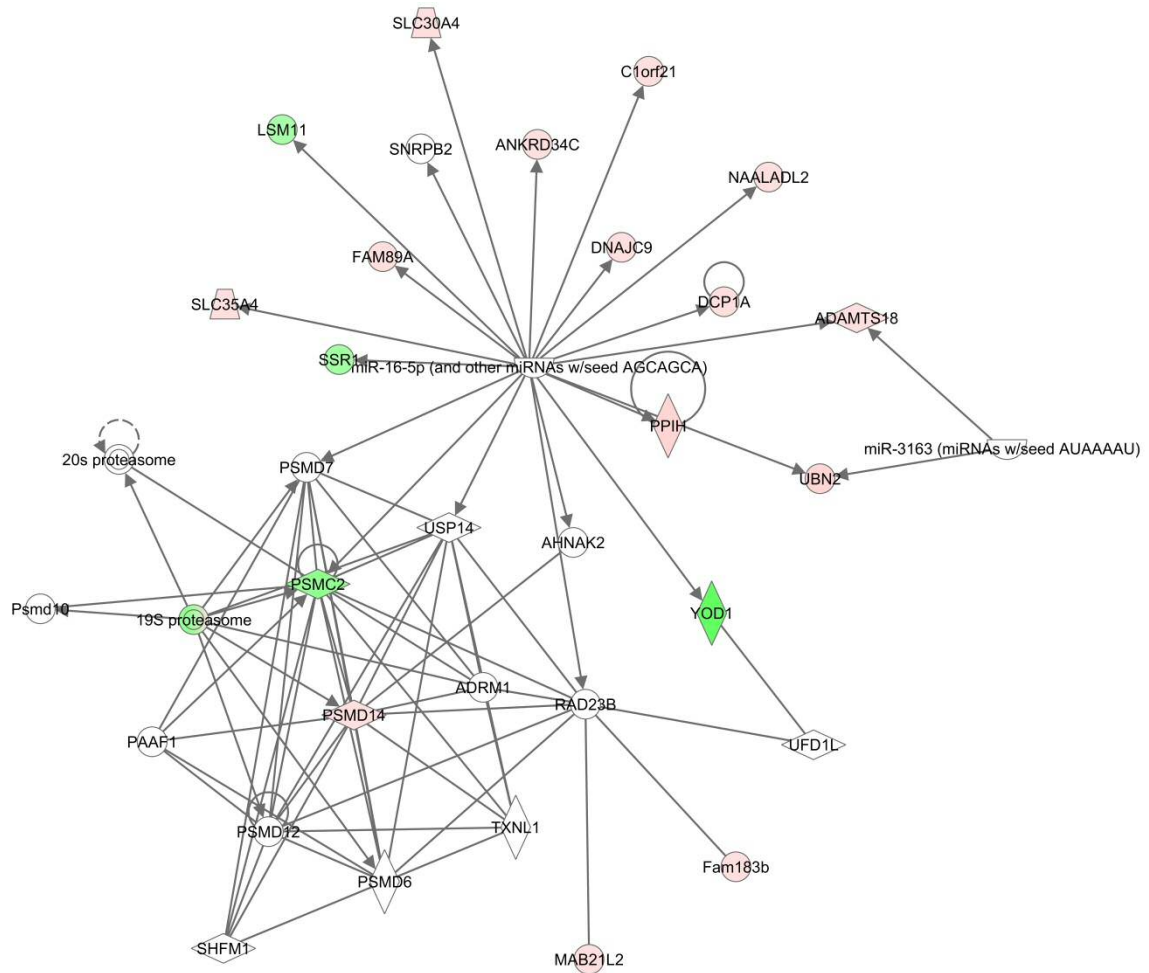 SLC30A4
C1orf21
LSM11
SNRPB2
ANKRD34C
NAALADL2
DNAJC9
FAM89A
SLC35A4
DCP1A
ADAMTS18
SSR1
miR-16-5p (and other miRNAs w/seed AGCAGCA)
PPIH
miR-3163 (miRNAs w/seed AUAAAAU)
20s proteasome
PSMD7
UBN2
USP14
AHNAK2
PSMC2
Psmd10
19S proteasome
YOD1
ADRM1
RAD23B
PSMD14
PAAF1
UFD1L
PSMD12
TXNL1
PSMD6
Fam183b
SHFM1
MAB21L2